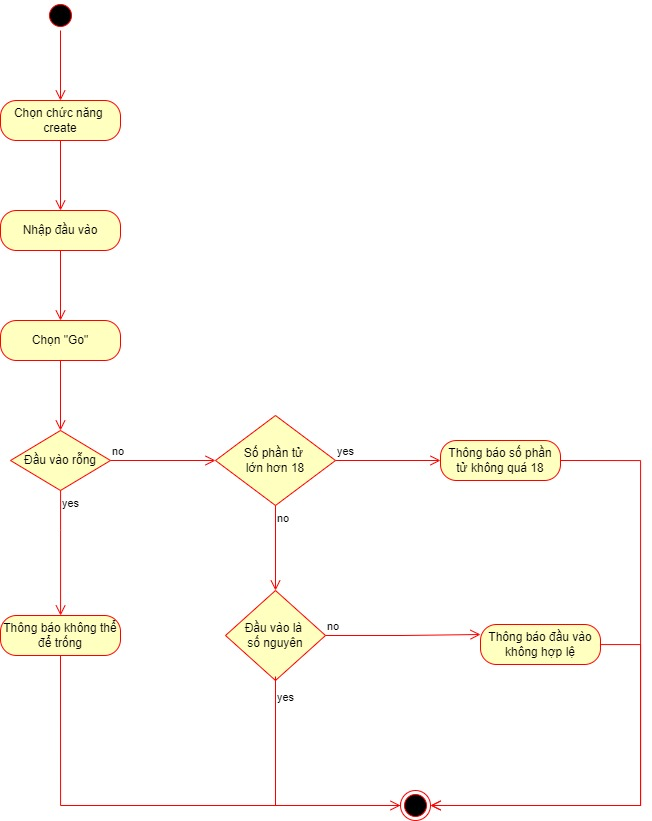 Chọn chức năng
create
Nhập đầu vào
Chọn "Go"
Đầu vào rỗng
no
Số phần tử
lớn hơn 18
yes
Thông báo số phần
tử không quá 18
yes
no
Thông báo không thể
để trống
Đầu vào là
số nguyên
no
Thông báo đầu vào
không hợp lệ
yes